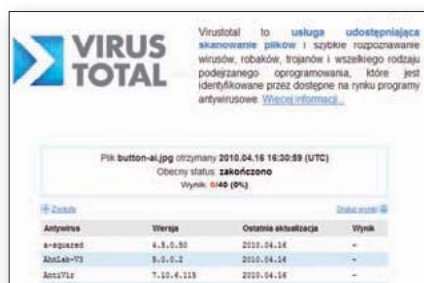 VIRUS
TOTAL
Virustotal to usługa udostępniająca
skanowanie plików i szybkie rozpoznawanie
wirusów, robaków, trojanów i wszelkiego rodzaju
podejrzanego oprogramowania, które jest
identyfikowane przez dostępne na rynku programy
antywirusowe. Więcej informacji...
Plik button-al.jpg otrzymany 2010.04.16 16:30:59 (UTC)
Obecny status: zakończono
Wynik: 0/40 (0%)
Drukuj wyniki
Antywirus Wersja Ostatnia aktualizacja Wynik
a-squared 4.5.0.50 2010.04.16 -
AhnLab-V3 5.0.0.2 2010.04.16 -
AntiVir 7.10.6.115 2010.04.16 -